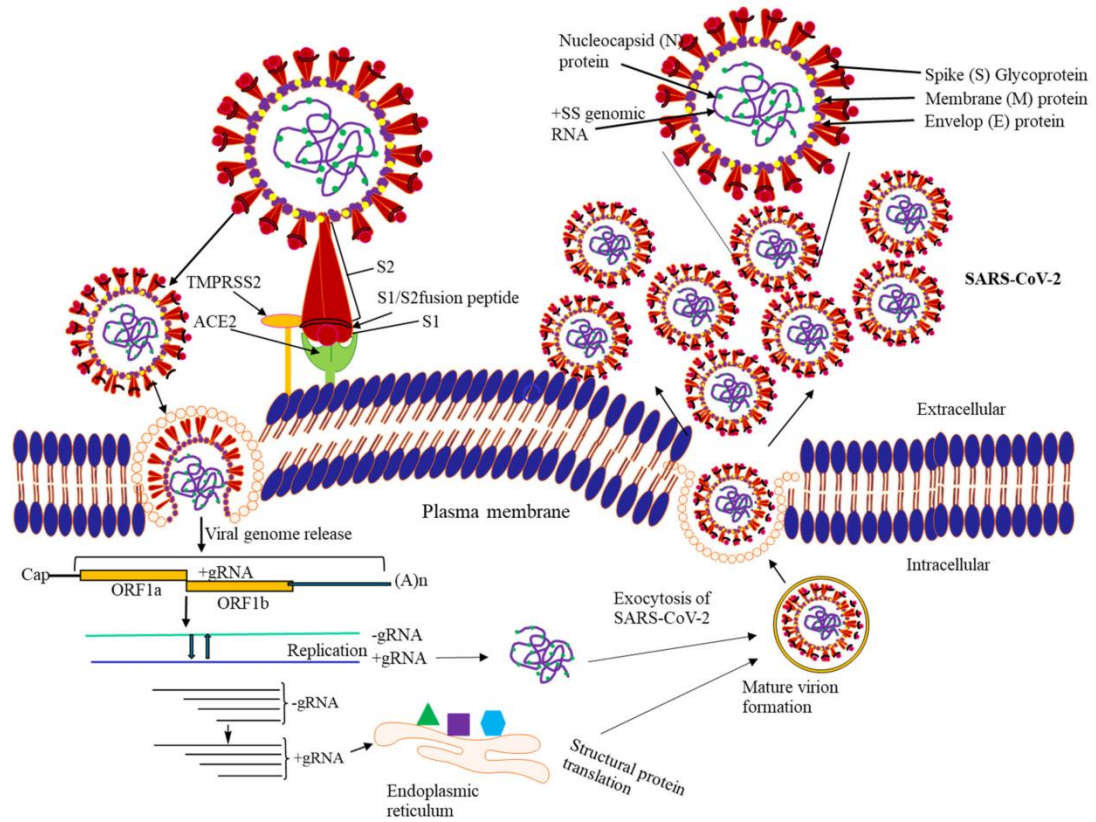 Nucleocapsid (N)
protein
+SS genomic
RNA
Spike (S) Glycoprotein
Membrane (M) protein
Envelop (E) protein
SARS-CoV-2
TMPRSS2
ACE2
S2
S1/S2fusion peptide
S1
Extracellular
Plasma membrane
Intracellular
Viral genome release
Cap
+gRNA
(A)n
ORF1a
ORF1b
-gRNA
Replication
+gRNA
Exocytosis of
SARS-CoV-2
Mature virion
formation
-gRNA
+gRNA
Endoplasmic
reticulum
Structural protein
translation